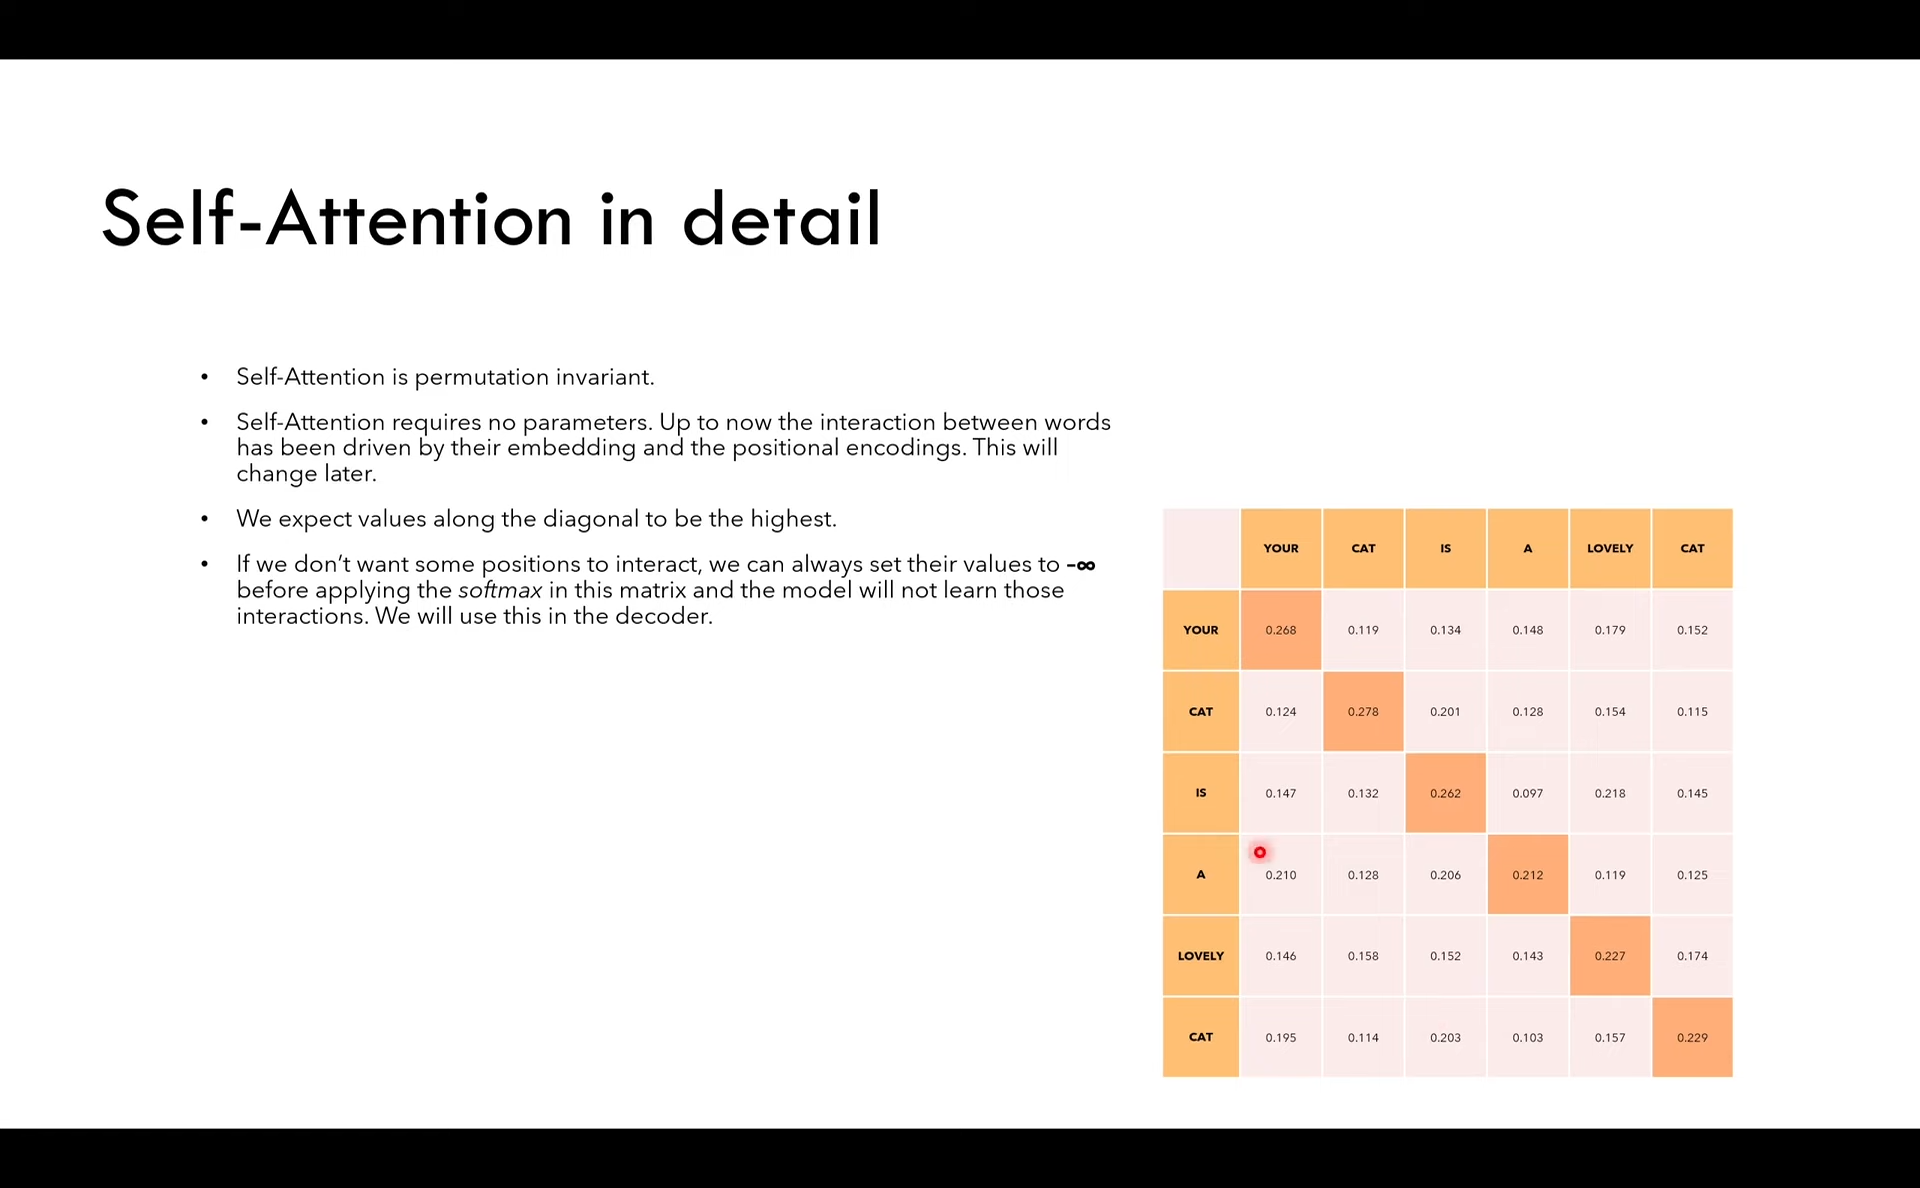 Self-Attention in detail
• Self-Attention is permutation invariant.
• Self-Attention requires no parameters. Up to now the interaction between words
has been driven by their embedding and the positional encodings. This will
change later.
• We expect values along the diagonal to be the highest.
• If we don’t want some positions to interact, we can always set their values to -∞
before applying the softmax in this matrix and the model will not learn those
interactions. We will use this in the decoder.
YOUR CAT IS A LOVELY CAT
YOUR 0.268 0.119 0.134 0.148 0.179 0.152
CAT 0.124 0.278 0.201 0.128 0.154 0.115
IS 0.147 0.132 0.262 0.097 0.218 0.145
A 0.210 0.128 0.206 0.212 0.119 0.125
LOVELY 0.146 0.158 0.152 0.143 0.227 0.174
CAT 0.195 0.114 0.203 0.103 0.157 0.229